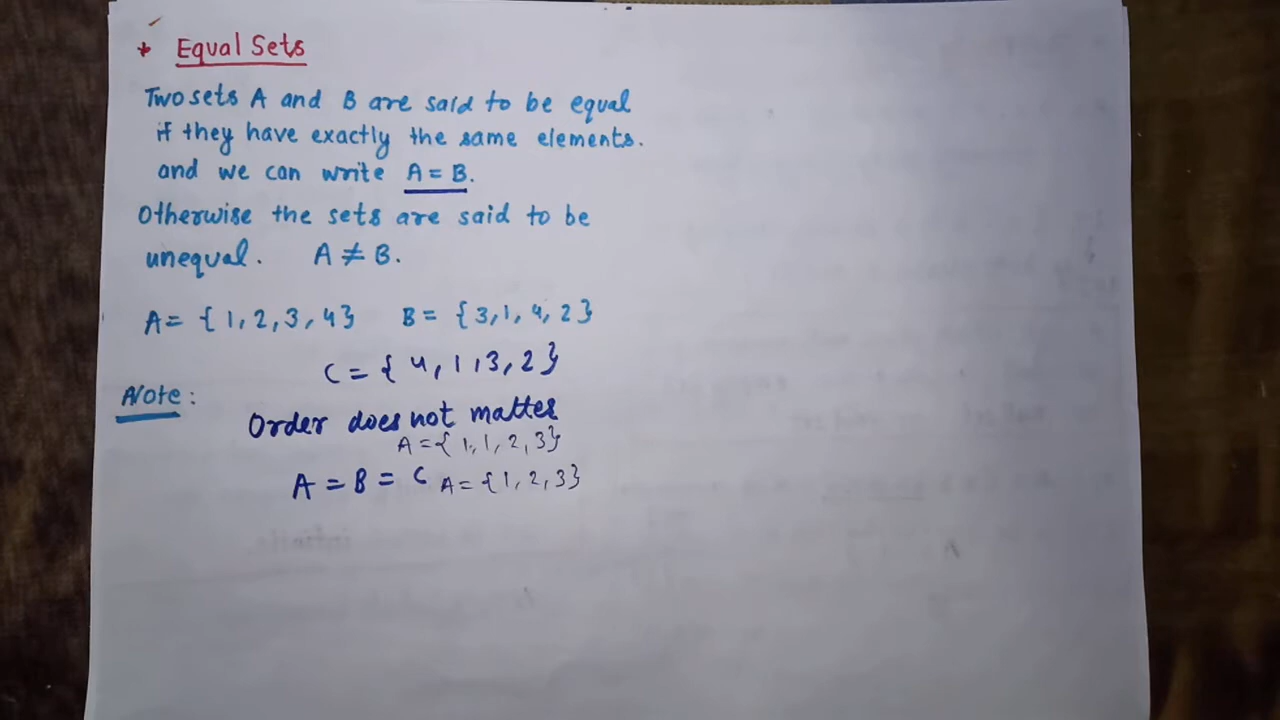 * Equal Sets
Two sets A and B are said to be equal
if they have exactly the same elements.
and we can write A = B.
Otherwise the sets are said to be
unequal. A ≠ B.
A = {1, 2, 3, 4} B = {3, 1, 4, 2}
C = {4, 1, 3, 2}
Note:
Order does not matter
A = {1, 1, 2, 3}
A = B = C A = {1, 2, 3}